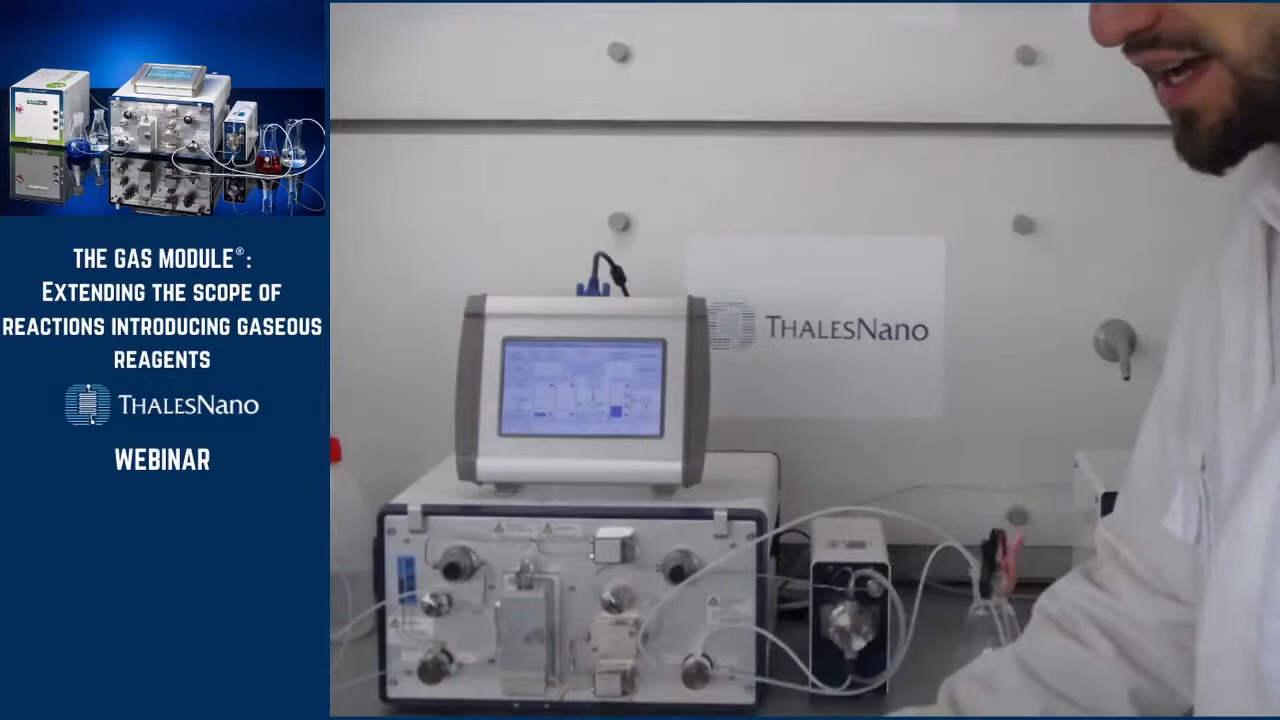 THE GAS MODULE®:
EXTENDING THE SCOPE OF
REACTIONS INTRODUCING GASEOUS
REAGENTS
THALESNano
WEBINAR
THALESNano